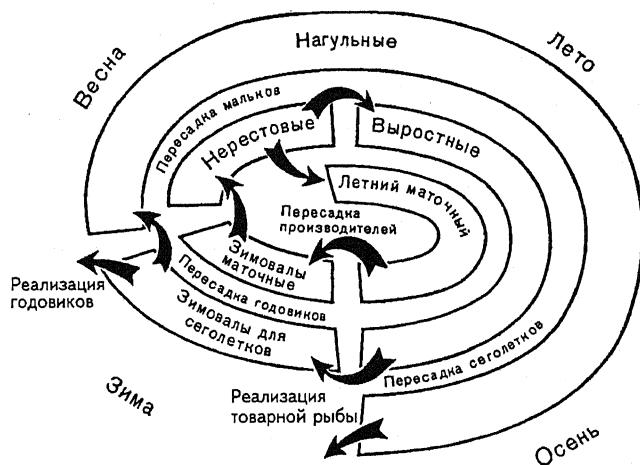 Весна
Нагульные
Лето
Пересадка мальков
Нерестовые
Выростные
Летний маточный
Пересадка
производителей
Зимовалы
маточные
Пересадка годовиков
Зимовалы для
сеголетков
Реализация
годовиков
Пересадка сеголетков
Зима
Реализация
товарной рыбы
Осень